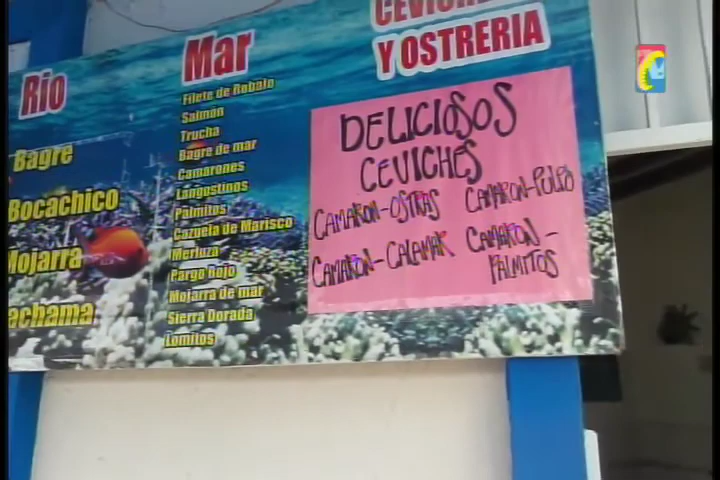 Rio
Bagre
Bocachico
Mojarra
achama
Mar
Filete de Robalo
Salmón
Trucha
Bagre de mar
Camarones
Langostinos
Palmitos
Cazuela de Marisco
Merluza
Pargo Rojo
Mojarra de mar
Sierra Dorada
Lomitos
Y OSTRERIA
DELICIOSOS
CEVICHES
CAMARON-OSTRAS
CAMARON-PULPO
CAMARON-CALAMAR
CAMARON-
PALMITOS